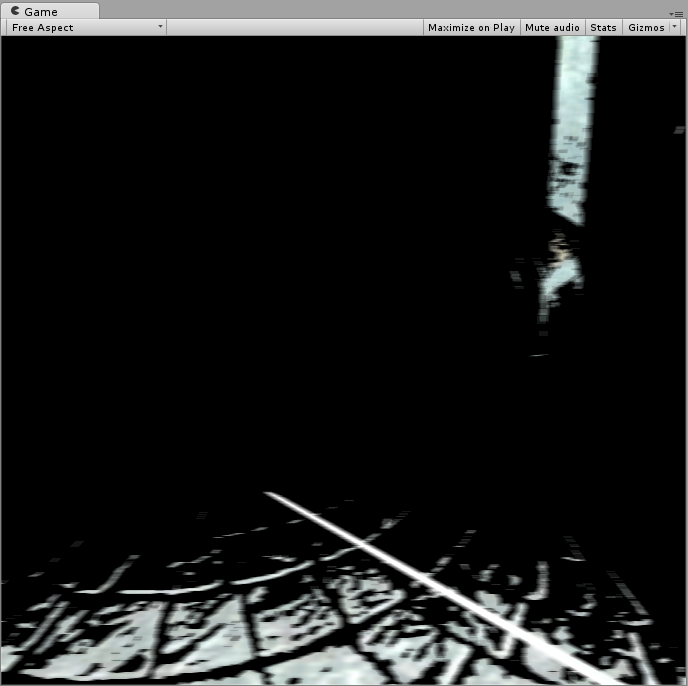 Game
Free Aspect
Maximize on Play
Mute audio
Stats
Gizmos